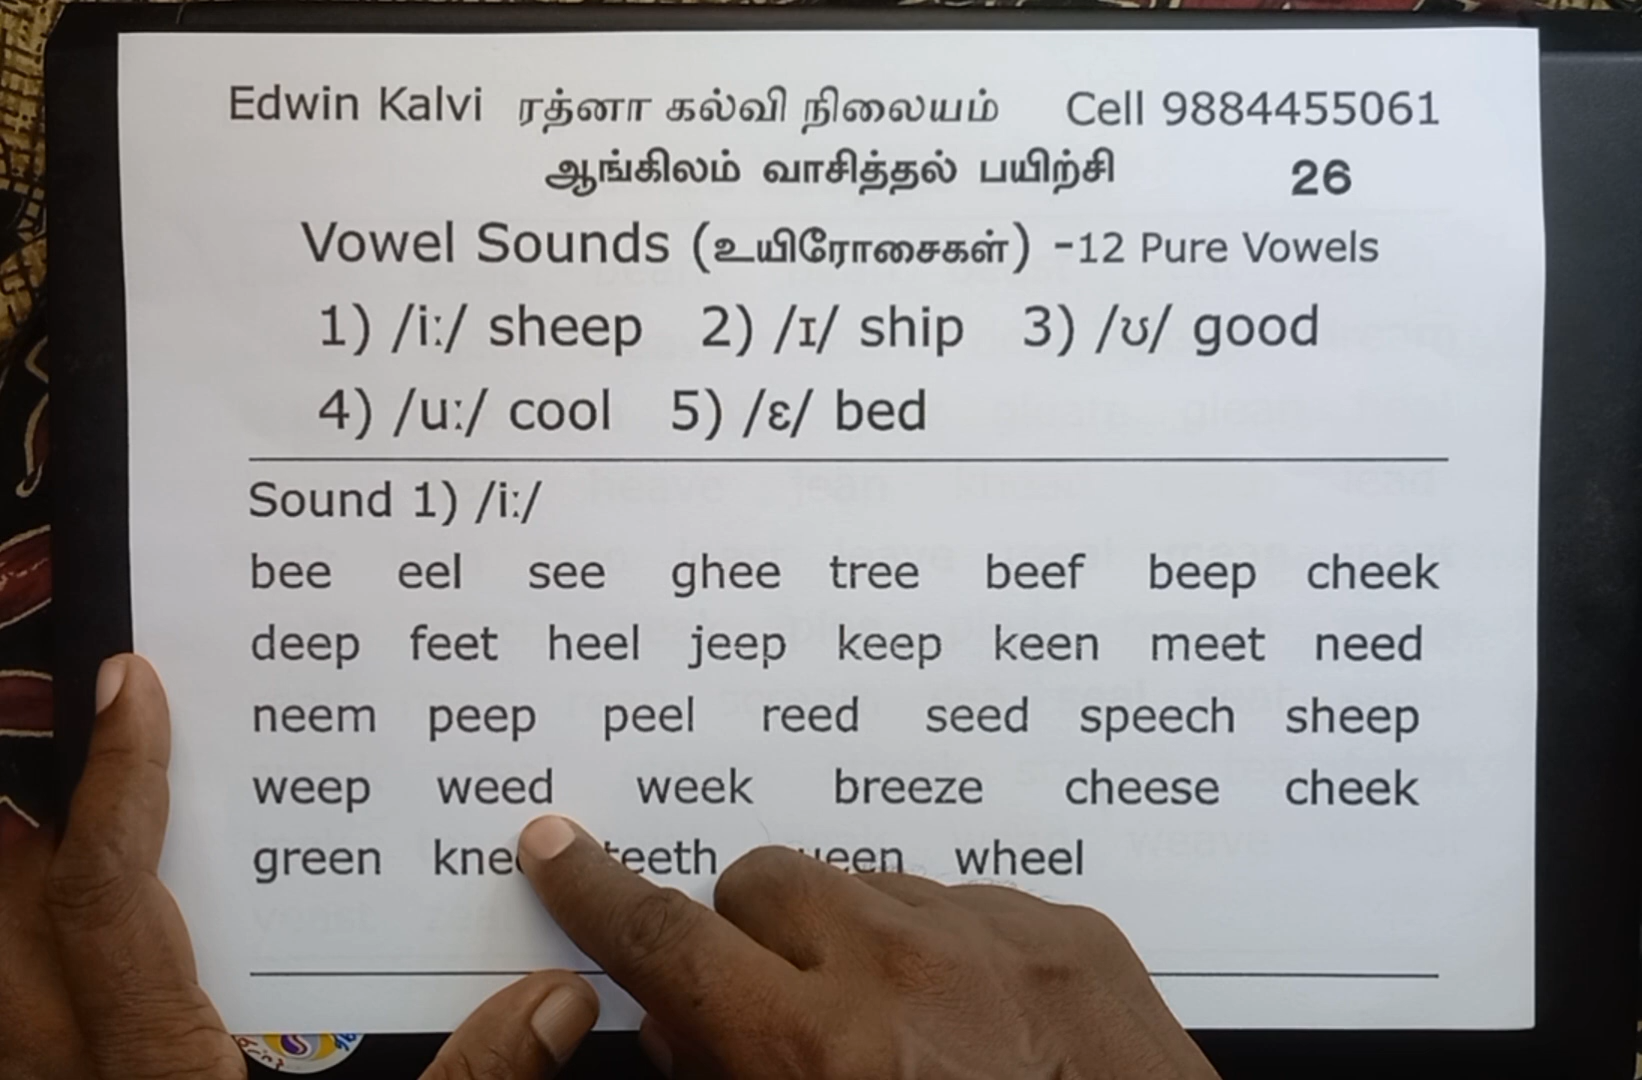 Edwin Kalvi ரத்னா கல்வி நிலையம் Cell 9884455061
ஆங்கிலம் வாசித்தல் பயிற்சி 26
Vowel Sounds (உயிரோசைகள்) -12 Pure Vowels
1) /iː/ sheep 2) /ɪ/ ship 3) /ʊ/ good
4) /uː/ cool 5) /ɛ/ bed
Sound 1) /iː/
bee eel see ghee tree beef beep cheek
deep feet heel jeep keep keen meet need
neem peep peel reed seed speech sheep
weep weed week breeze cheese cheek
green teeth wheel